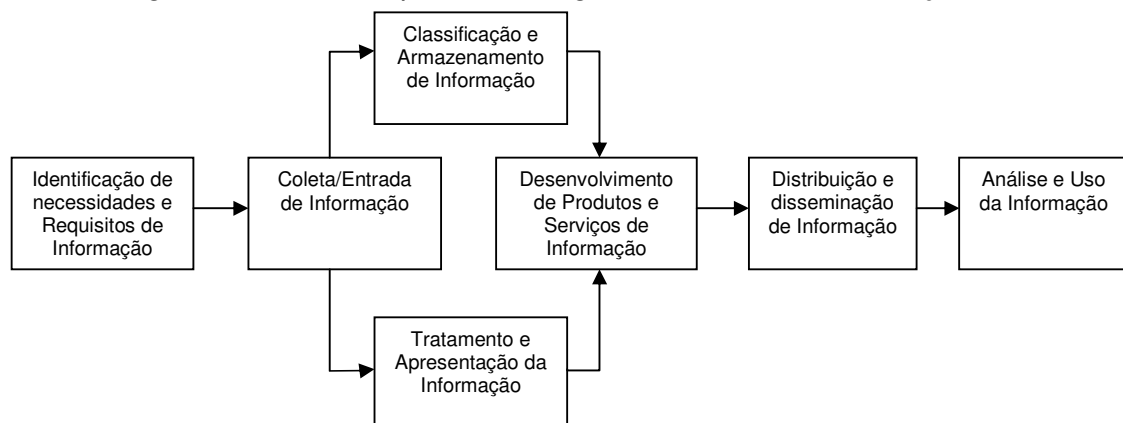 Classificação e
Armazenamento
de Informação
Identificação de
necessidades e
Requisitos de
Informação
Coleta/Entrada
de Informação
Desenvolvimento
de Produtos e
Serviços de
Informação
Distribuição e
disseminação
de Informação
Análise e Uso
da Informação
Tratamento e
Apresentação da
Informação